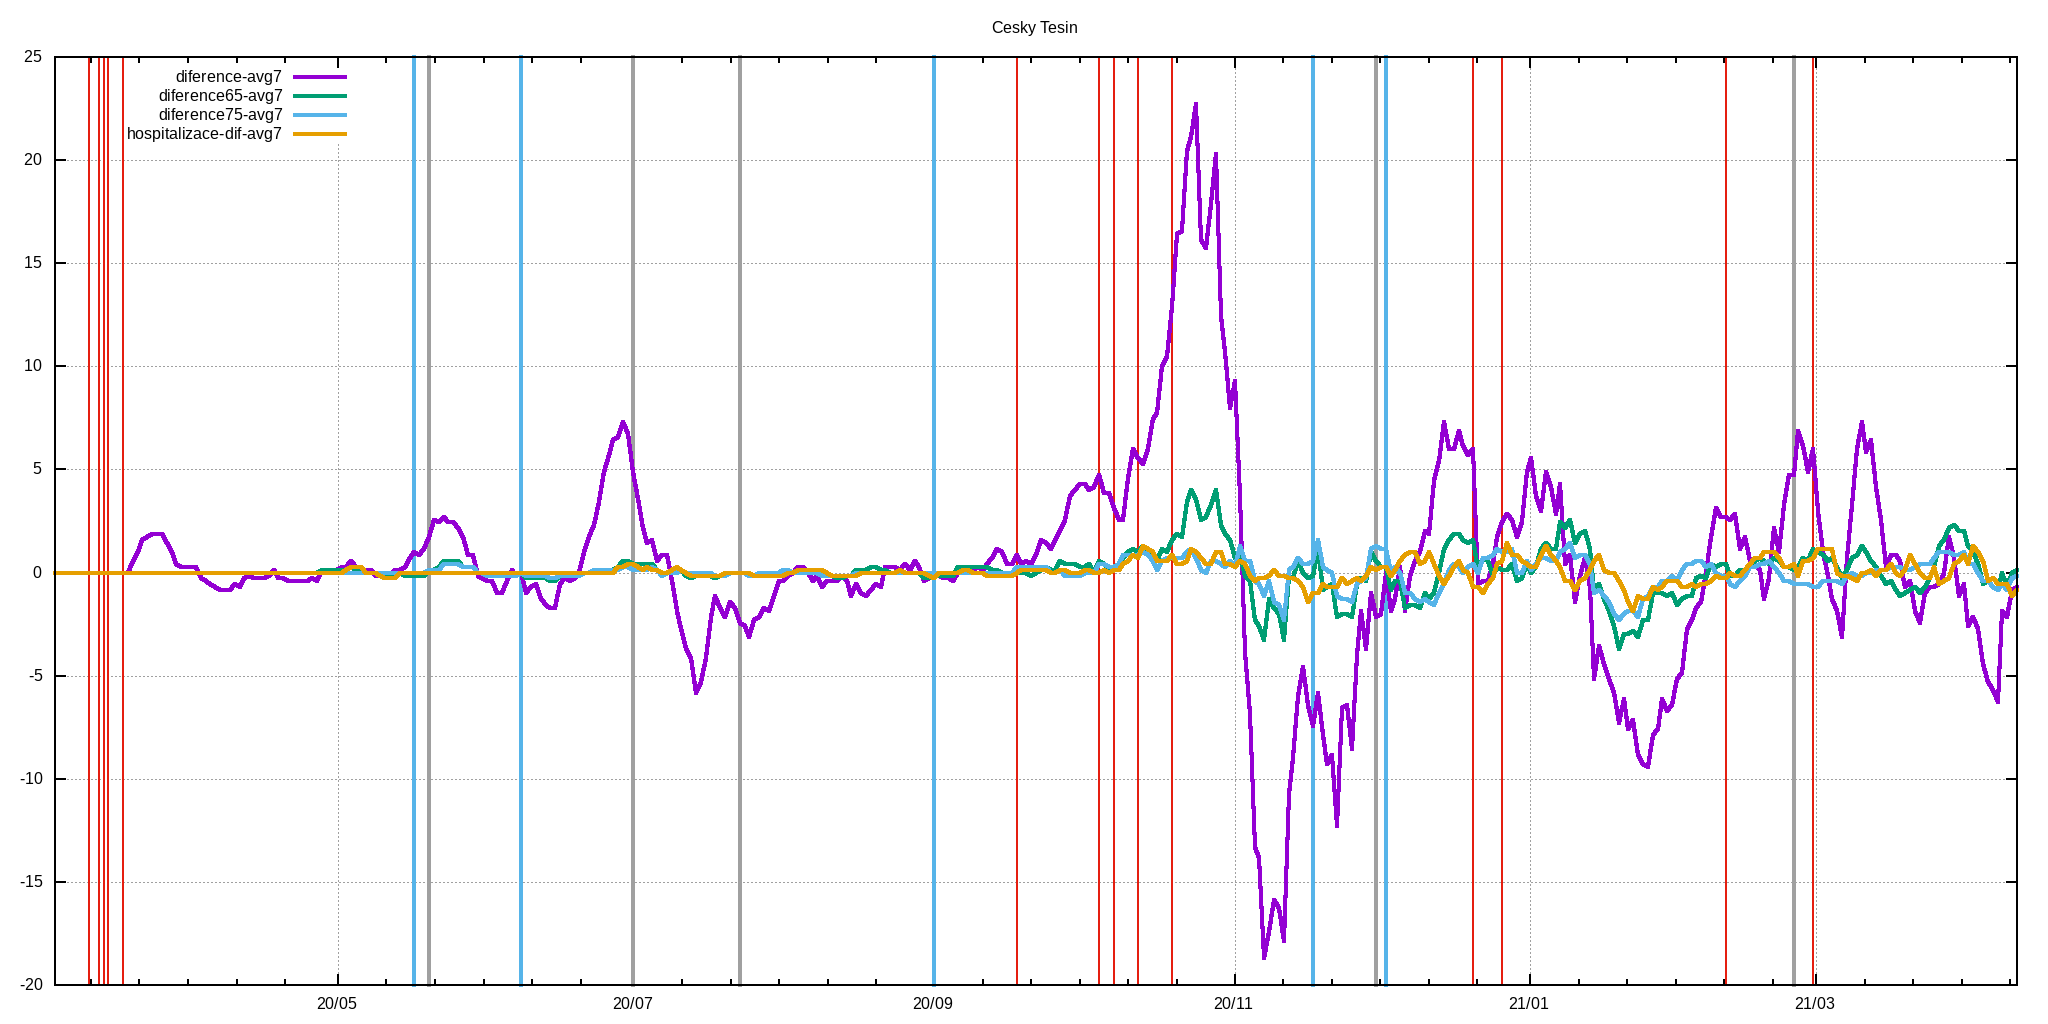 Cesky Tesin
25
20
15
10
5
0
-5
-10
-15
-20
diference-avg7
diference65-avg7
diference75-avg7
hospitalizace-dif-avg7
20/05 20/07 20/09 20/11 21/01 21/03